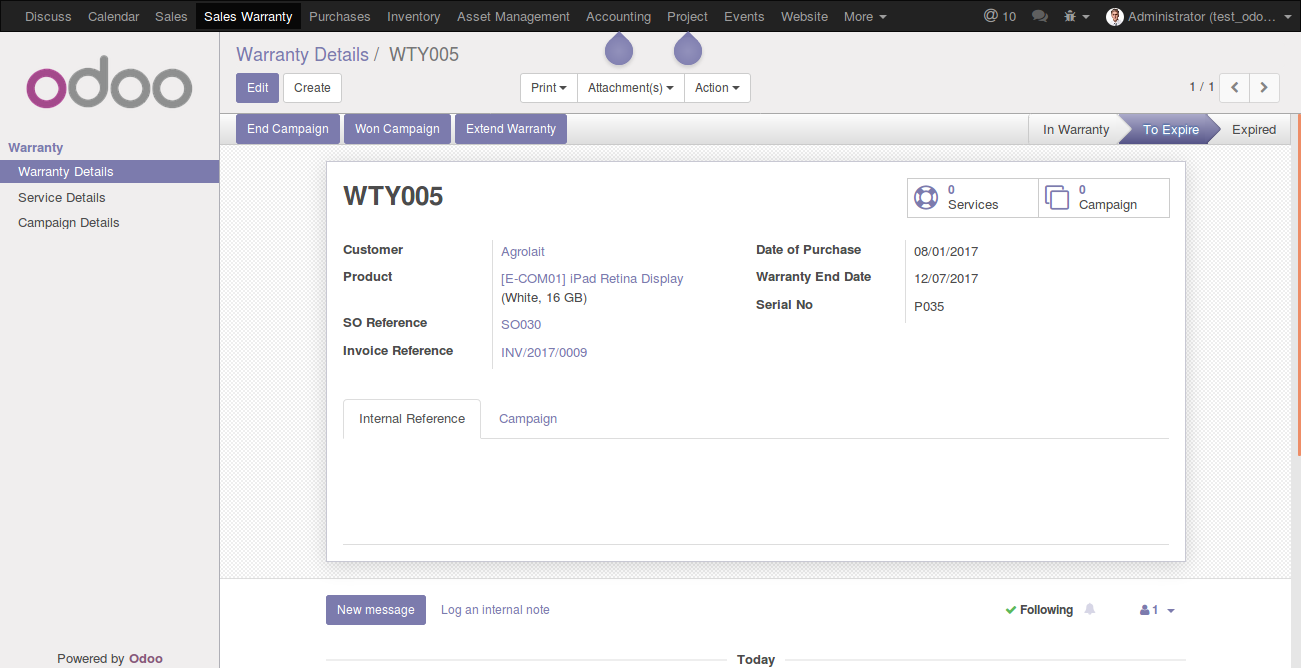 Discuss Calendar Sales Sales Warranty Purchases Inventory Asset Management Accounting Project Events Website More @ 10 Administrator (test_odo…
odoo
Warranty Details / WTY005
Edit Create Print Attachment(s) Action 1 / 1
End Campaign Won Campaign Extend Warranty In Warranty To Expire Expired
Warranty
Warranty Details
Service Details
Campaign Details
WTY005
0 Services
0 Campaign
Customer Agrolait
Product [E-COM01] iPad Retina Display
(White, 16 GB)
SO Reference SO030
Invoice Reference INV/2017/0009
Date of Purchase 08/01/2017
Warranty End Date 12/07/2017
Serial No P035
Internal Reference Campaign
New message Log an internal note Following 1
Today
Powered by Odoo